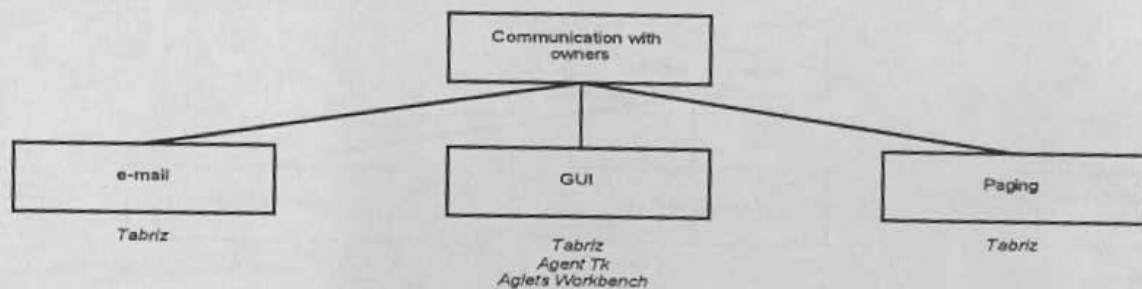 Communication with
owners
e-mail
GUI
Paging
Tabriz
Tabriz
Agent Tk
Aglets Workbench
Tabriz